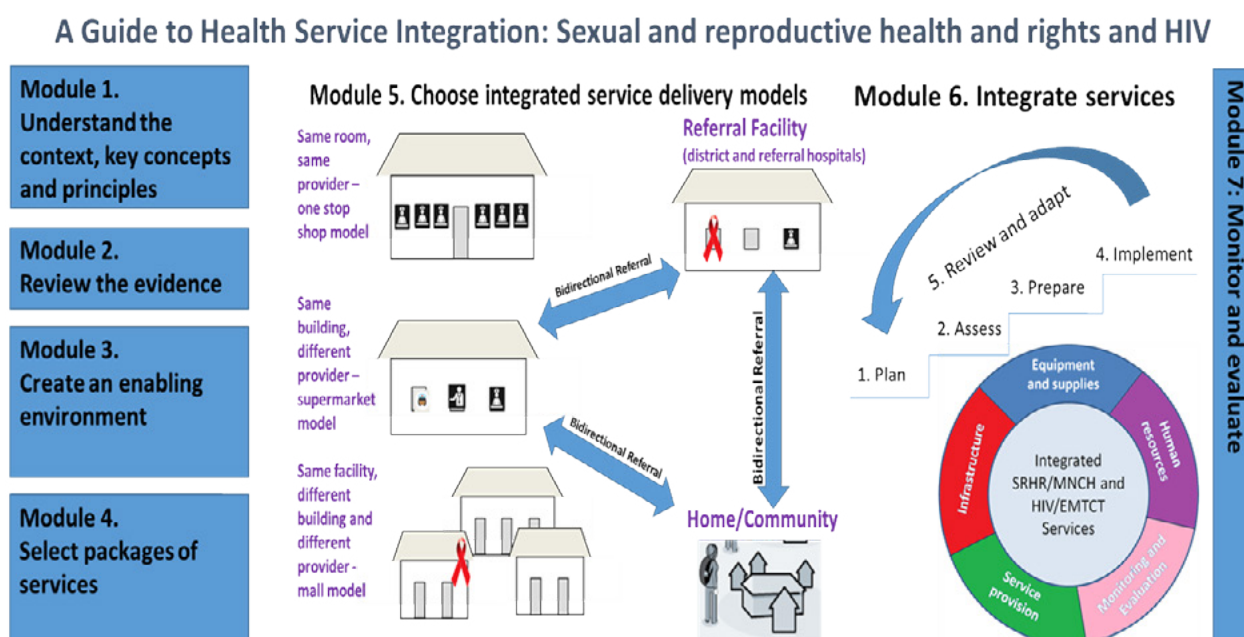 A Guide to Health Service Integration: Sexual and reproductive health and rights and HIV
Module 1.
Understand the
context, key concepts
and principles
Module 2.
Review the evidence
Module 3.
Create an enabling
environment
Module 4.
Select packages of
services
Module 5. Choose integrated service delivery models
Same room,
same
provider –
one stop
shop model
Same
building,
different
provider –
supermarket
model
Same facility,
different
building and
different
provider -
mall model
Referral Facility
(district and referral hospitals)
Bidirectional Referral
Bidirectional Referral
Bidirectional Referral
Home/Community
Module 6. Integrate services
5. Review and adapt
4. Implement
3. Prepare
2. Assess
1. Plan
Equipment
and supplies
Human
resources
Monitoring and
Evaluation
Service
provision
Infrastructure
Integrated
SRHR/MNCH and
HIV/EMTCT
Services
Module 7: Monitor and evaluate